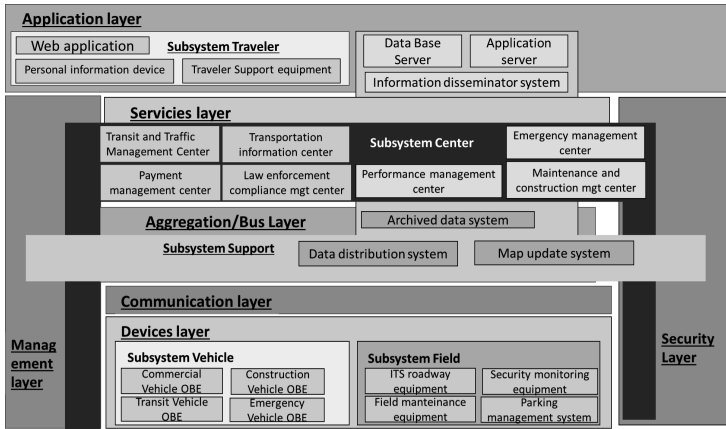 Application layer
Web application
Subsystem Traveler
Personal information device
Traveler Support equipment
Data Base
Server
Application
server
Information disseminator system
Servicies layer
Transit and Traffic
Management Center
Transportation
information center
Subsystem Center
Emergency management
center
Payment
management center
Law enforcement
compliance mgt center
Performance management
center
Maintenance and
construction mgt center
Aggregation/Bus Layer
Archived data system
Subsystem Support
Data distribution system
Map update system
Communication layer
Devices layer
Manag
ement
layer
Security
Layer
Subsystem Vehicle
Commercial
Vehicle OBE
Construction
Vehicle OBE
Transit Vehicle
OBE
Emergency
Vehicle OBE
Subsystem Field
ITS roadway
equipment
Security monitoring
equipment
Field manteinance
equipment
Parking
management system